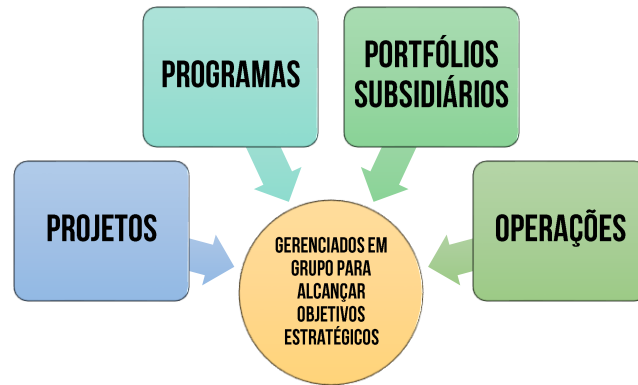 PROGRAMAS
PORTFÓLIOS
SUBSIDIÁRIOS
PROJETOS
OPERAÇÕES
GERENCIADOS EM
GRUPO PARA
ALCANÇAR
OBJETIVOS
ESTRATÉGICOS